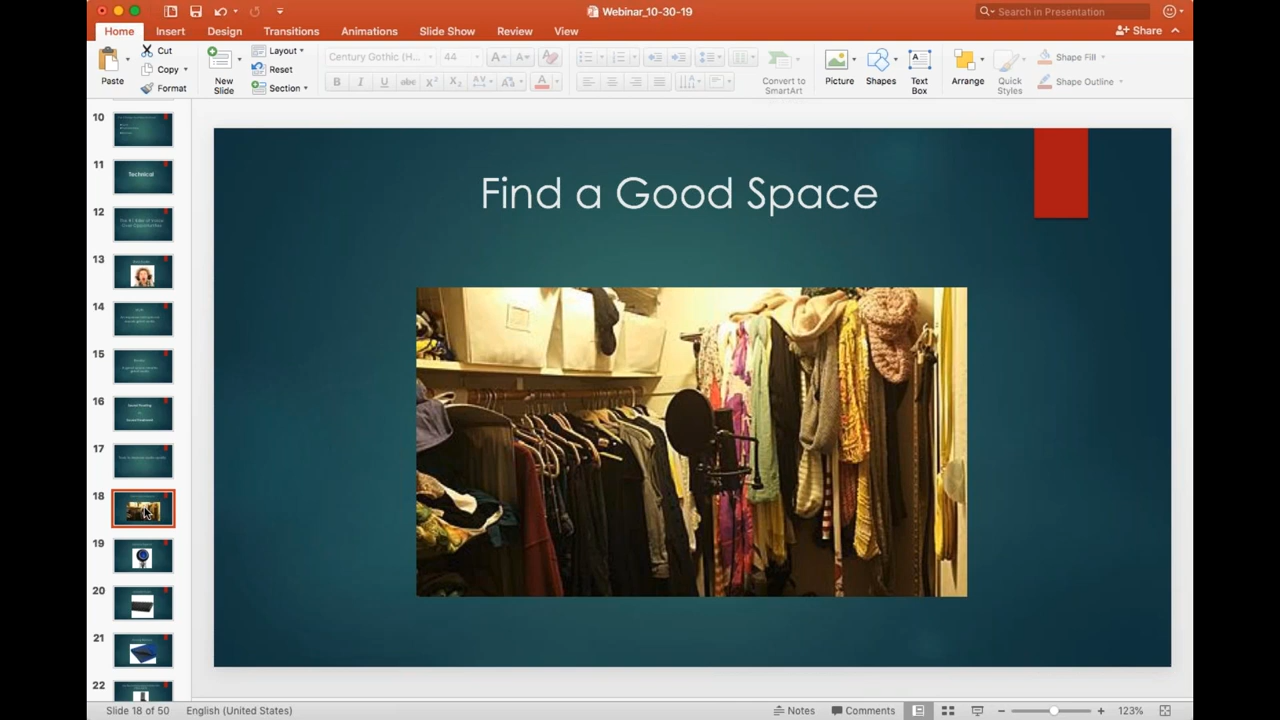 Webinar_10-30-19
Search in Presentation
Home Insert Design Transitions Animations Slide Show Review View Share
Paste Cut Copy Format New Slide Layout Reset Section
Century Gothic (H... 44
Convert to SmartArt Picture Shapes Text Box Arrange Quick Styles Shape Fill Shape Outline
10
11
Technical
12
13
14
15
16
17
18
19
20
21
22
Find a Good Space
Slide 18 of 50 English (United States) Notes Comments 123%